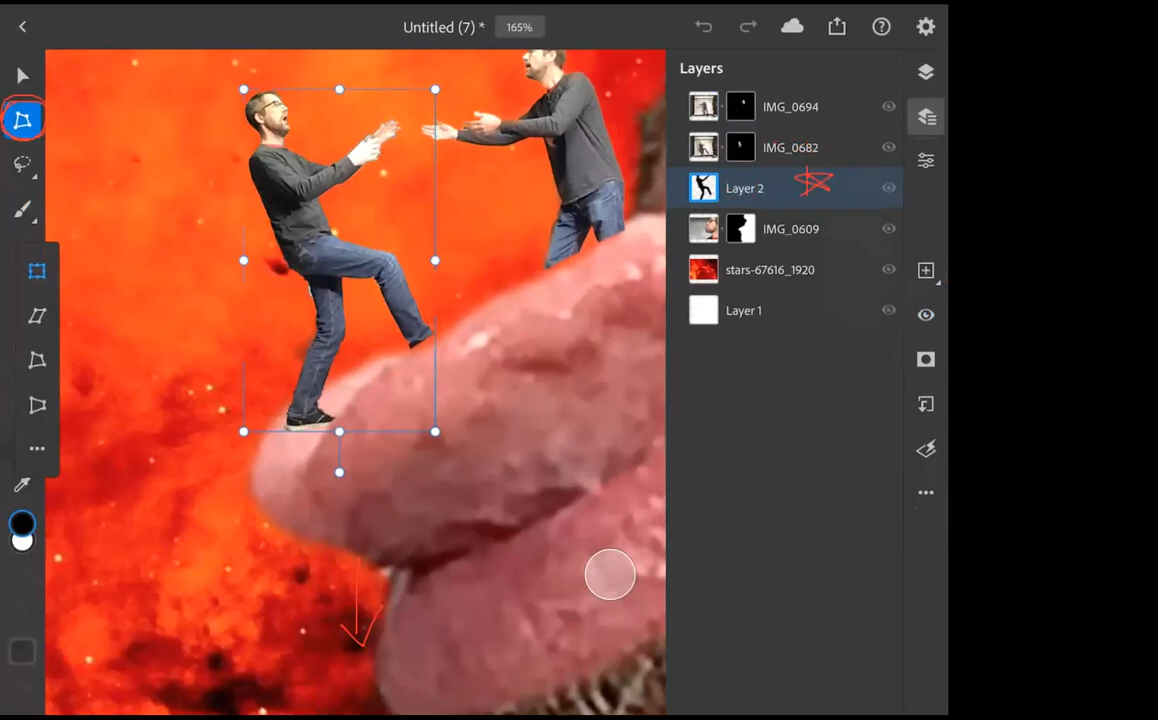 Untitled (7) *
165%
Layers
IMG_0694
IMG_0682
Layer 2
IMG_0609
stars-67616_1920
Layer 1